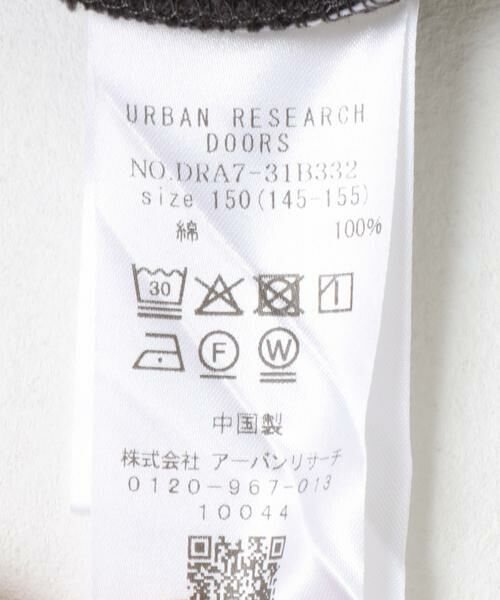 URBAN RESEARCH
DOORS
NO.DRA7-31B332
size 150(145-155)
綿 100%
30
F W
中国製
株式会社 アーバンリサーチ
0120-967-013
10044